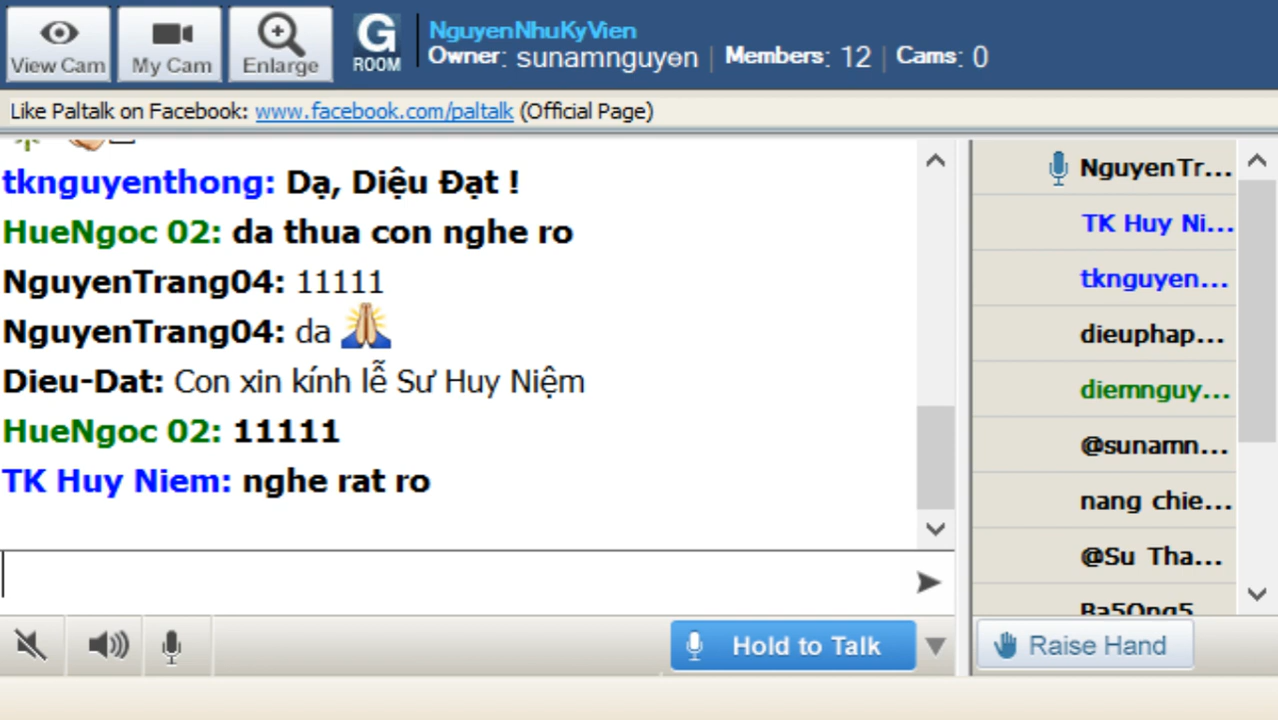 View Cam
My Cam
Enlarge
G
ROOM
NguyenNhuKyVien
Owner: sunamnguyen | Members: 12 | Cams: 0
Like Paltalk on Facebook: www.facebook.com/paltalk (Official Page)
tknguyenthong: Dạ, Diệu Đạt !
HueNgoc 02: da thua con nghe ro
NguyenTrang04: 11111
NguyenTrang04: da 🙏
Dieu-Dat: Con xin kính lễ Sư Huy Niệm
HueNgoc 02: 11111
TK Huy Niem: nghe rat ro
NguyenTr...
TK Huy Ni...
tknguyen...
dieuphap...
diemnguy...
@sunamn...
nang chie...
@Su Tha...
Hold to Talk
Raise Hand